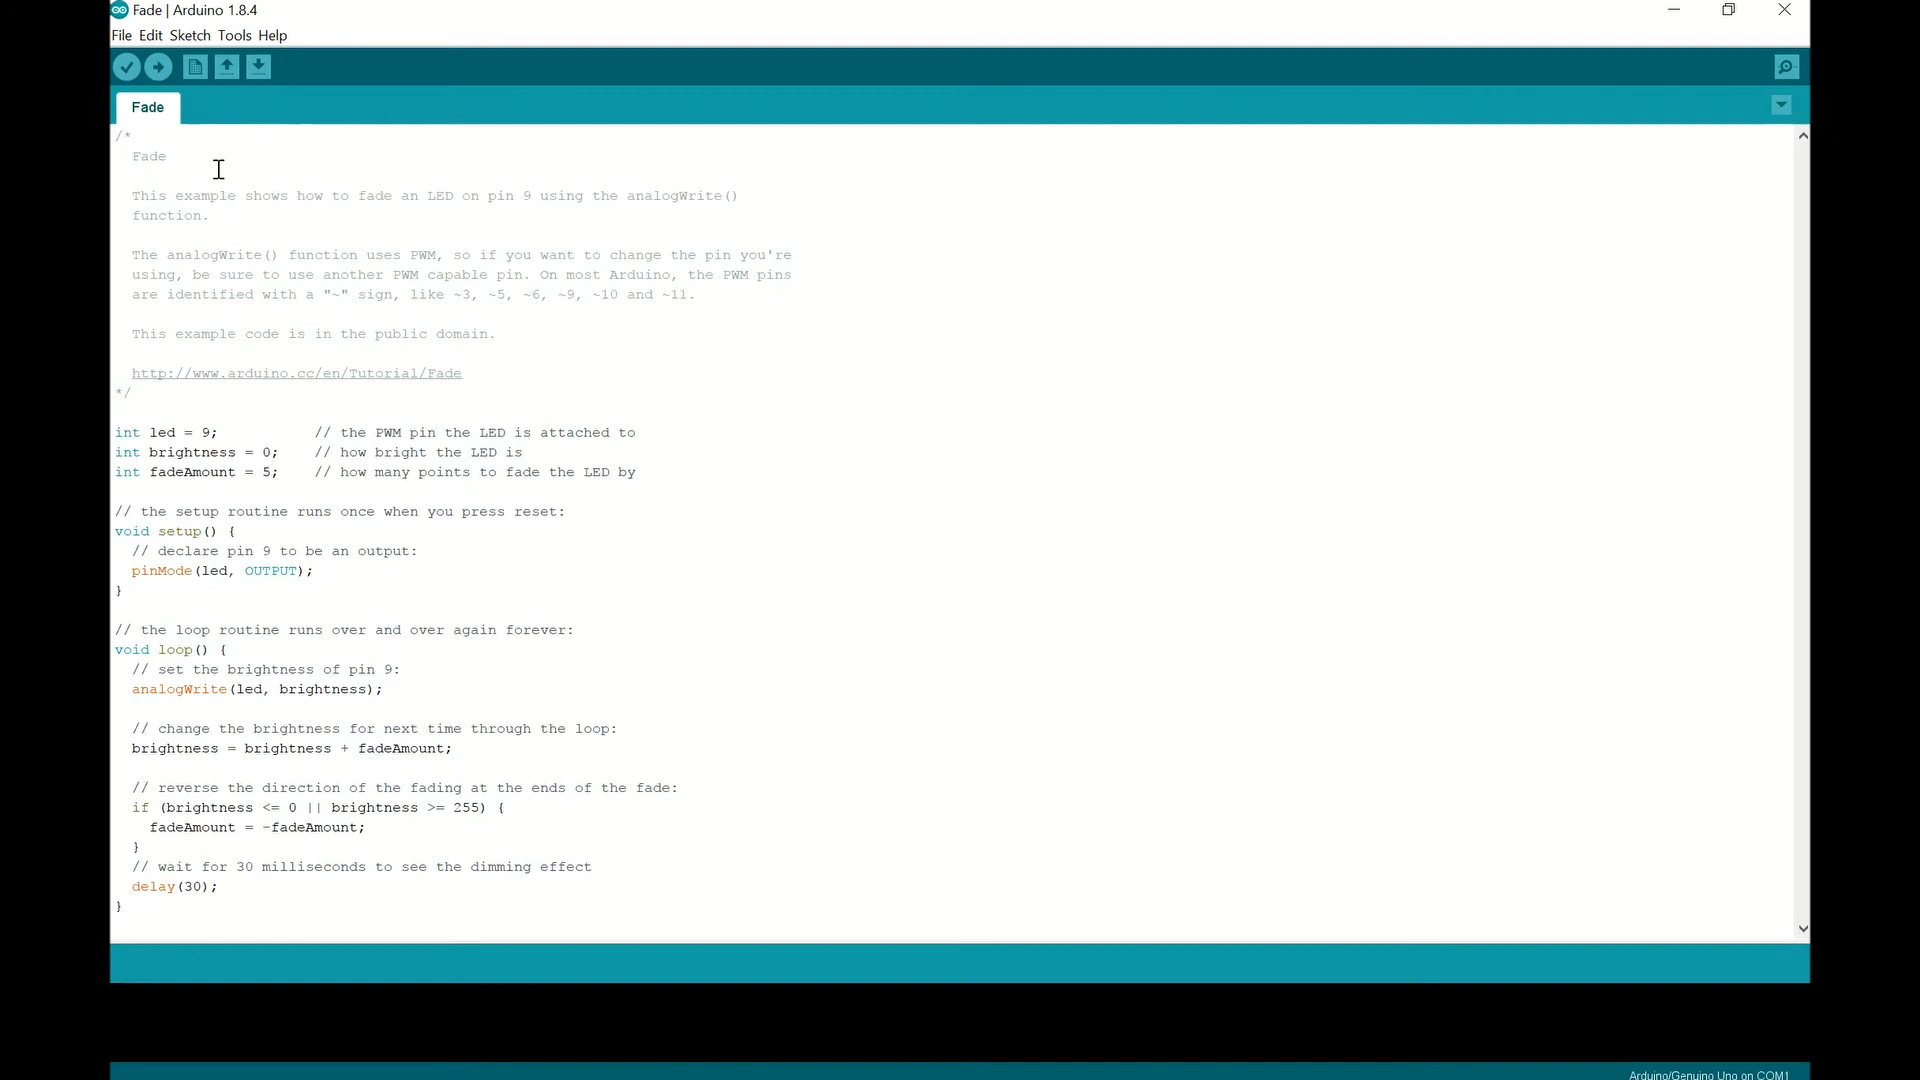 Fade | Arduino 1.8.4
File Edit Sketch Tools Help
Fade
/*
  Fade

  This example shows how to fade an LED on pin 9 using the analogWrite()
  function.

  The analogWrite() function uses PWM, so if you want to change the pin you're
  using, be sure to use another PWM capable pin. On most Arduino, the PWM pins
  are identified with a "~" sign, like ~3, ~5, ~6, ~9, ~10 and ~11.

  This example code is in the public domain.

  http://www.arduino.cc/en/Tutorial/Fade
*/

int led = 9;           // the PWM pin the LED is attached to
int brightness = 0;    // how bright the LED is
int fadeAmount = 5;    // how many points to fade the LED by

// the setup routine runs once when you press reset:
void setup() {
  // declare pin 9 to be an output:
  pinMode(led, OUTPUT);
}

// the loop routine runs over and over again forever:
void loop() {
  // set the brightness of pin 9:
  analogWrite(led, brightness);

  // change the brightness for next time through the loop:
  brightness = brightness + fadeAmount;

  // reverse the direction of the fading at the ends of the fade:
  if (brightness <= 0 || brightness >= 255) {
    fadeAmount = -fadeAmount;
  }
  // wait for 30 milliseconds to see the dimming effect
  delay(30);
}
Arduino/Genuino Uno on COM1